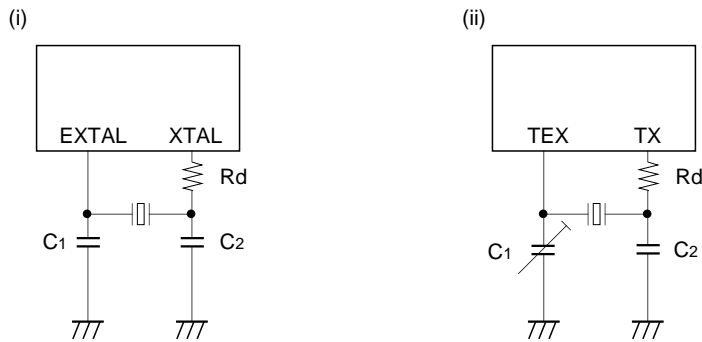 (i)
EXTAL XTAL
Rd
C1
C2
(ii)
TEX TX
Rd
C1
C2